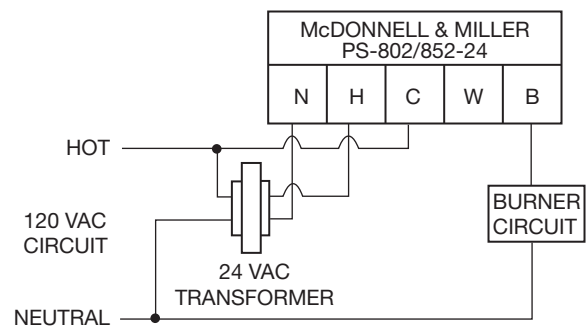 McDONNELL & MILLER
PS-802/852-24
N H C W B
HOT
120 VAC
CIRCUIT
24 VAC
TRANSFORMER
BURNER
CIRCUIT
NEUTRAL